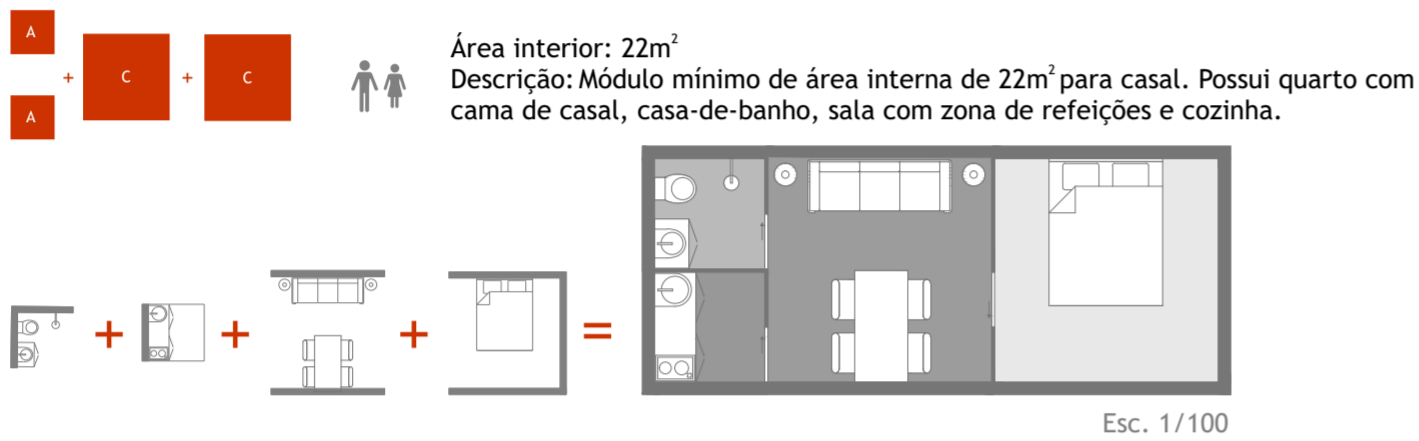 A
+ C + C
A
Área interior: 22m²
Descrição: Módulo mínimo de área interna de 22m² para casal. Possui quarto com
cama de casal, casa-de-banho, sala com zona de refeições e cozinha.
+ + + =
Esc. 1/100